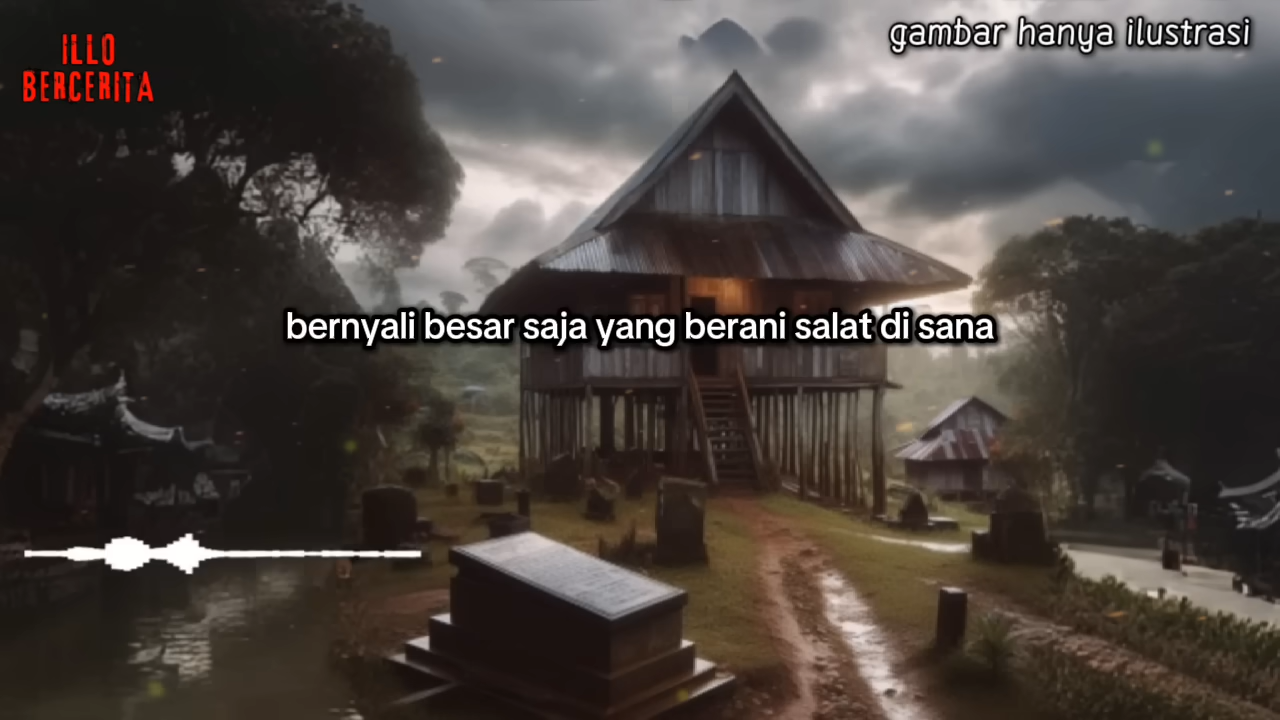 ILLO
BERCERITA
gambar hanya ilustrasi
bernyali besar saja yang berani salat di sana